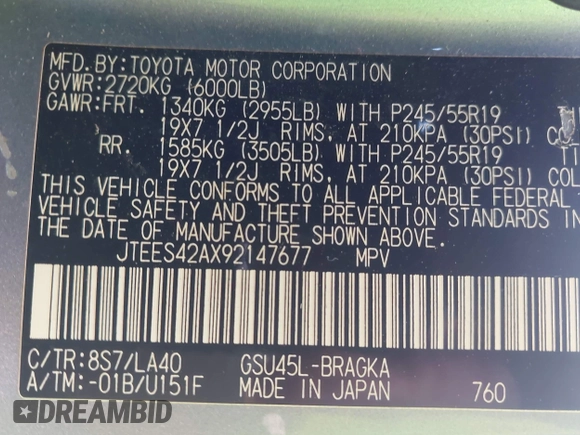 MFD. BY: TOYOTA MOTOR CORPORATION
GVWR: 2720KG (6000LB)
GAWR: FRT. 1340KG (2955LB) WITH P245/55R19
19X7 1/2J RIMS, AT 210KPA (30PSI)
RR. 1585KG (3505LB) WITH P245/55R19
19X7 1/2J RIMS, AT 210KPA (30PSI) COL
THIS VEHICLE CONFORMS TO ALL APPLICABLE FEDERAL
VEHICLE SAFETY AND THEFT PREVENTION STANDARDS IN
THE DATE OF MANUFACTURE SHOWN ABOVE.
JTEES42AX92147677 MPV
C/TR: 8S7/LA40 GSU45L-BRAGKA
A/TM: -01B/U151F MADE IN JAPAN 760
DREAMBID